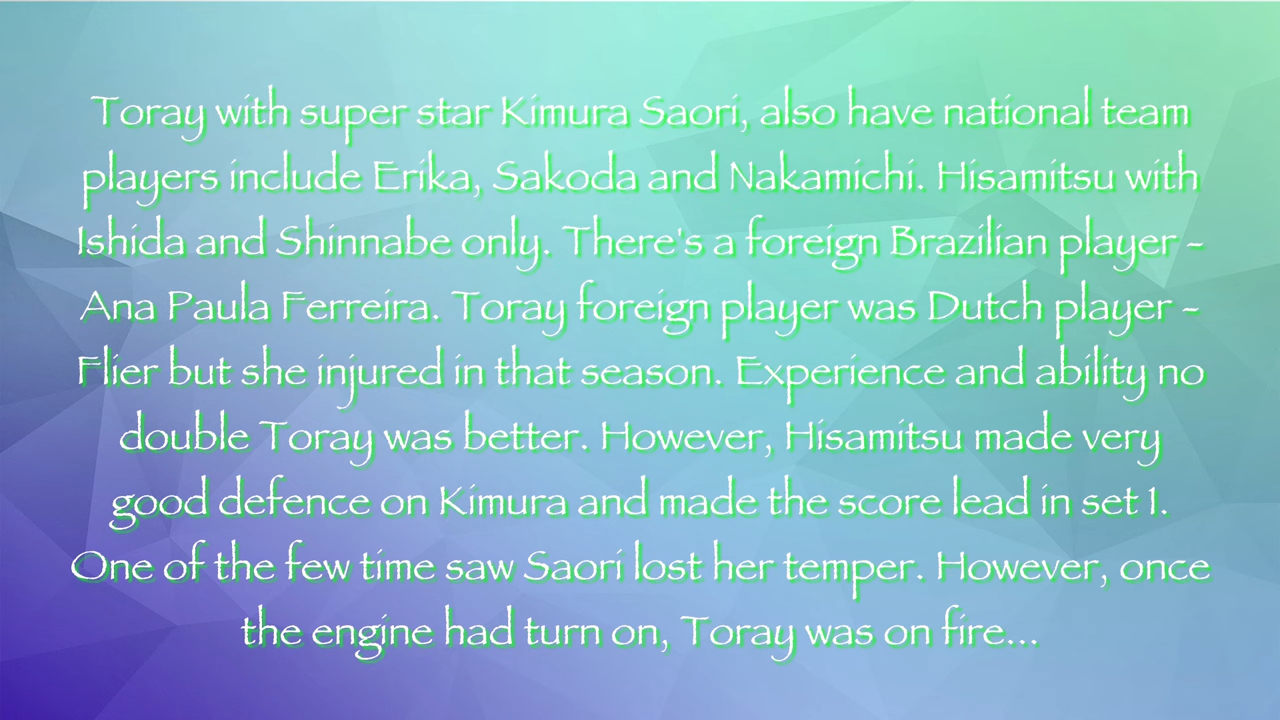 Toray with super star Kimura Saori, also have national team
players include Erika, Sakoda and Nakamichi. Hisamitsu with
Ishida and Shinnabe only. There's a foreign Brazilian player -
Ana Paula Ferreira. Toray foreign player was Dutch player -
Flier but she injured in that season. Experience and ability no
double Toray was better. However, Hisamitsu made very
good defence on Kimura and made the score lead in set 1.
One of the few time saw Saori lost her temper. However, once
the engine had turn on, Toray was on fire...